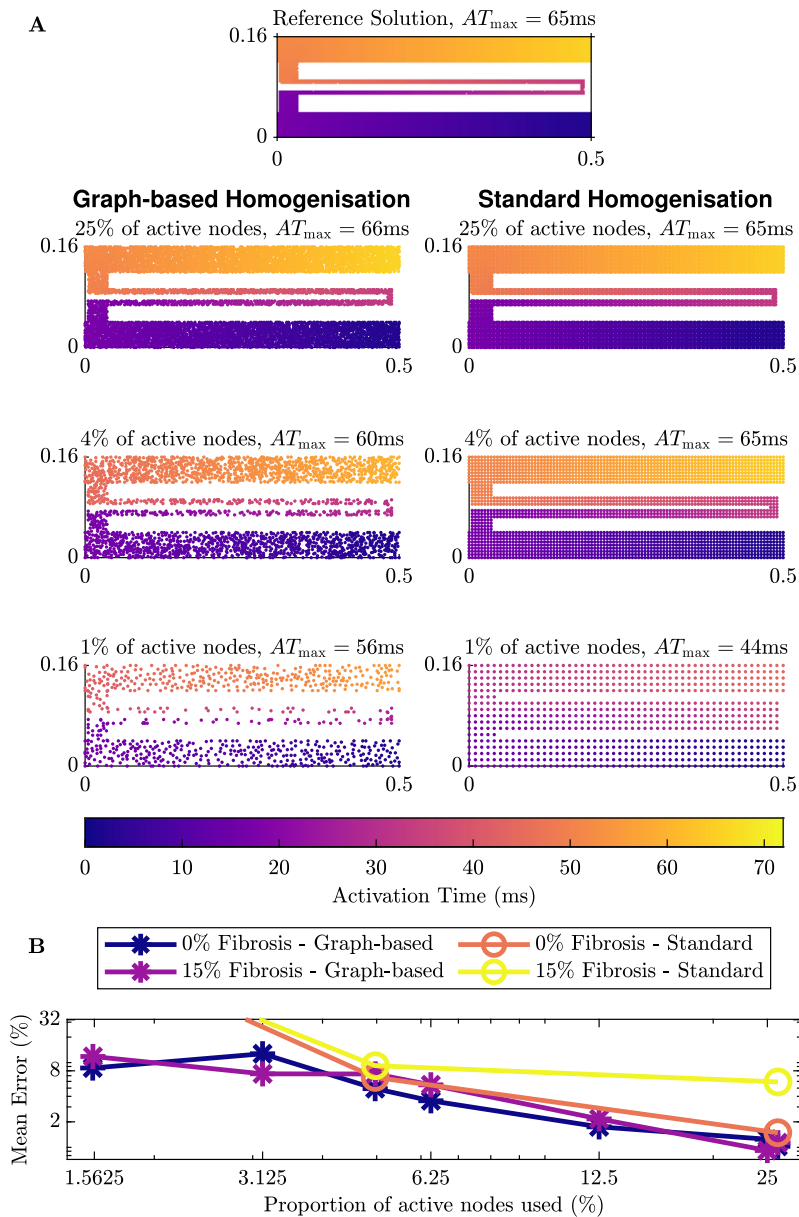 A
Reference Solution, AT_max = 65ms
0.16
0
0
0.5
Graph-based Homogenisation
Standard Homogenisation
25% of active nodes, AT_max = 66ms
25% of active nodes, AT_max = 65ms
0.16
0
0
0.5
0.16
0
0
0.5
4% of active nodes, AT_max = 60ms
4% of active nodes, AT_max = 65ms
0.16
0
0
0.5
0.16
0
0
0.5
1% of active nodes, AT_max = 56ms
1% of active nodes, AT_max = 44ms
0.16
0
0
0.5
0.16
0
0
0.5
0 10 20 30 40 50 60 70
Activation Time (ms)
B
0% Fibrosis - Graph-based
0% Fibrosis - Standard
15% Fibrosis - Graph-based
15% Fibrosis - Standard
Mean Error (%)
32
8
2
1.5625 3.125 6.25 12.5 25
Proportion of active nodes used (%)